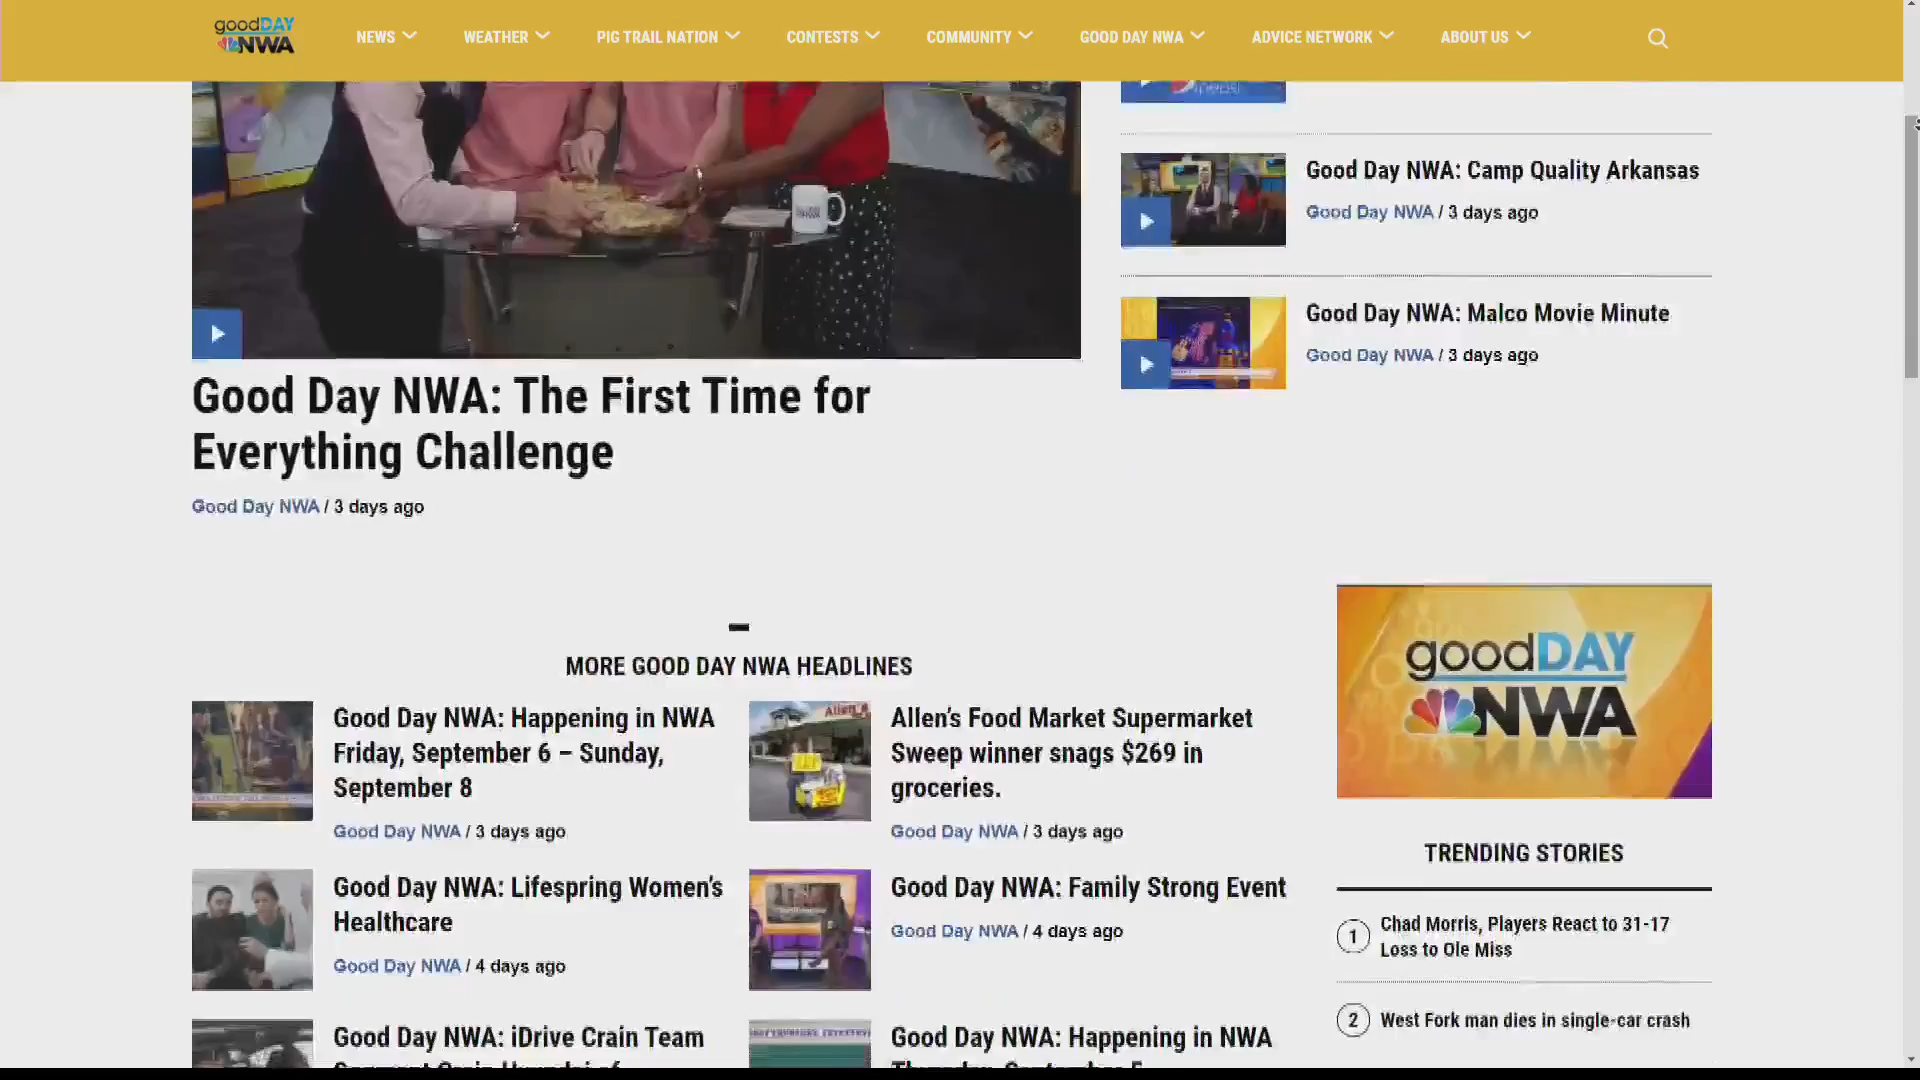 goodDAY
NWA
NEWS
WEATHER
PIG TRAIL NATION
CONTESTS
COMMUNITY
GOOD DAY NWA
ADVICE NETWORK
ABOUT US
Good Day NWA: The First Time for
Everything Challenge
Good Day NWA / 3 days ago
Good Day NWA: Camp Quality Arkansas
Good Day NWA / 3 days ago
Good Day NWA: Malco Movie Minute
Good Day NWA / 3 days ago
MORE GOOD DAY NWA HEADLINES
Good Day NWA: Happening in NWA
Friday, September 6 – Sunday,
September 8
Good Day NWA / 3 days ago
Allen's
Allen’s Food Market Supermarket
Sweep winner snags $269 in
groceries.
Good Day NWA / 3 days ago
Good Day NWA: Lifespring Women’s
Healthcare
Good Day NWA / 4 days ago
Good Day NWA: Family Strong Event
Good Day NWA / 4 days ago
Good Day NWA: iDrive Crain Team
Good Day NWA: Happening in NWA
Thursday, September 5
goodDAY
NWA
TRENDING STORIES
1
Chad Morris, Players React to 31-17
Loss to Ole Miss
2
West Fork man dies in single-car crash